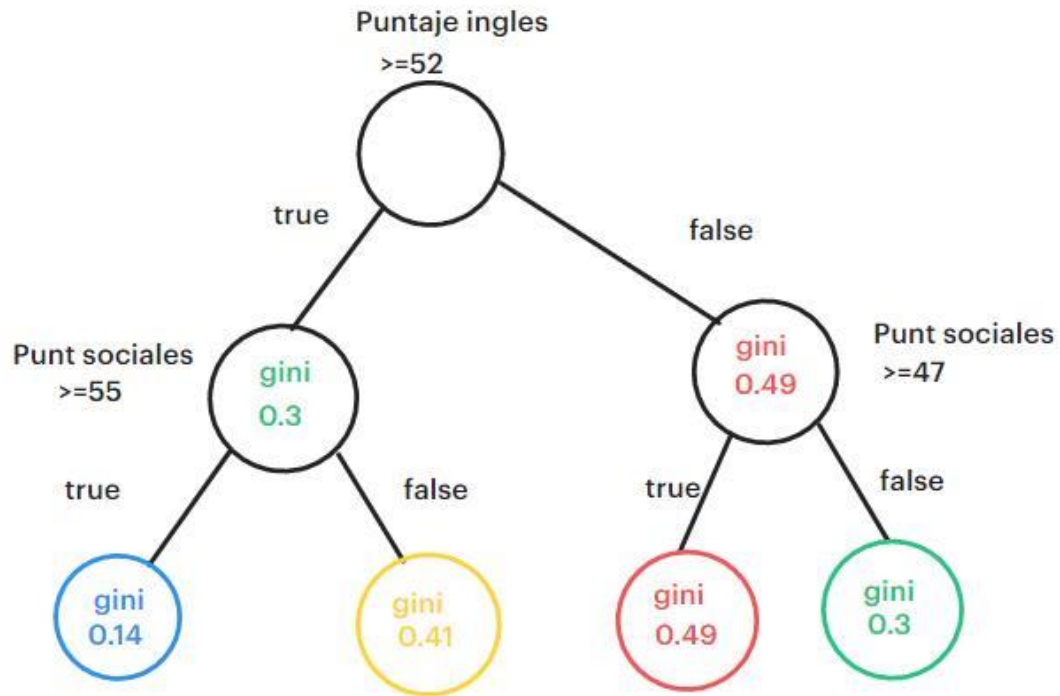 Puntaje ingles
>=52
true
false
Punt sociales
>=55
gini
0.3
gini
0.49
Punt sociales
>=47
true
false
true
false
gini
0.14
gini
0.41
gini
0.49
gini
0.3